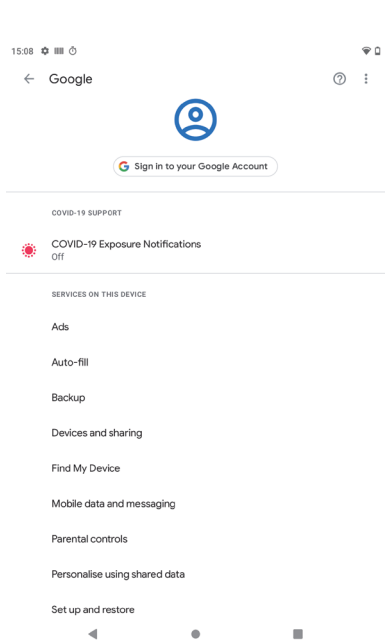 15:08
Google
Sign in to your Google Account
COVID-19 SUPPORT
COVID-19 Exposure Notifications
Off
SERVICES ON THIS DEVICE
Ads
Auto-fill
Backup
Devices and sharing
Find My Device
Mobile data and messaging
Parental controls
Personalise using shared data
Set up and restore